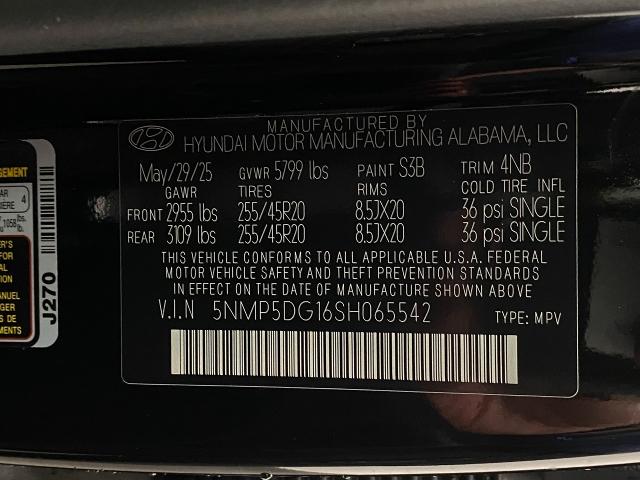 MANUFACTURED BY
HYUNDAI MOTOR MANUFACTURING ALABAMA, LLC
May/29/25 GVWR 5799 lbs PAINT S3B TRIM 4NB
GAWR TIRES RIMS COLD TIRE INFL
FRONT 2955 lbs 255/45R20 8.5JX20 36 psi SINGLE
REAR 3109 lbs 255/45R20 8.5JX20 36 psi SINGLE
THIS VEHICLE CONFORMS TO ALL APPLICABLE U.S.A. FEDERAL
MOTOR VEHICLE SAFETY AND THEFT PREVENTION STANDARDS
IN EFFECT ON THE DATE OF MANUFACTURE SHOWN ABOVE
V.I.N 5NMP5DG16SH065542 TYPE: MPV
4
J270